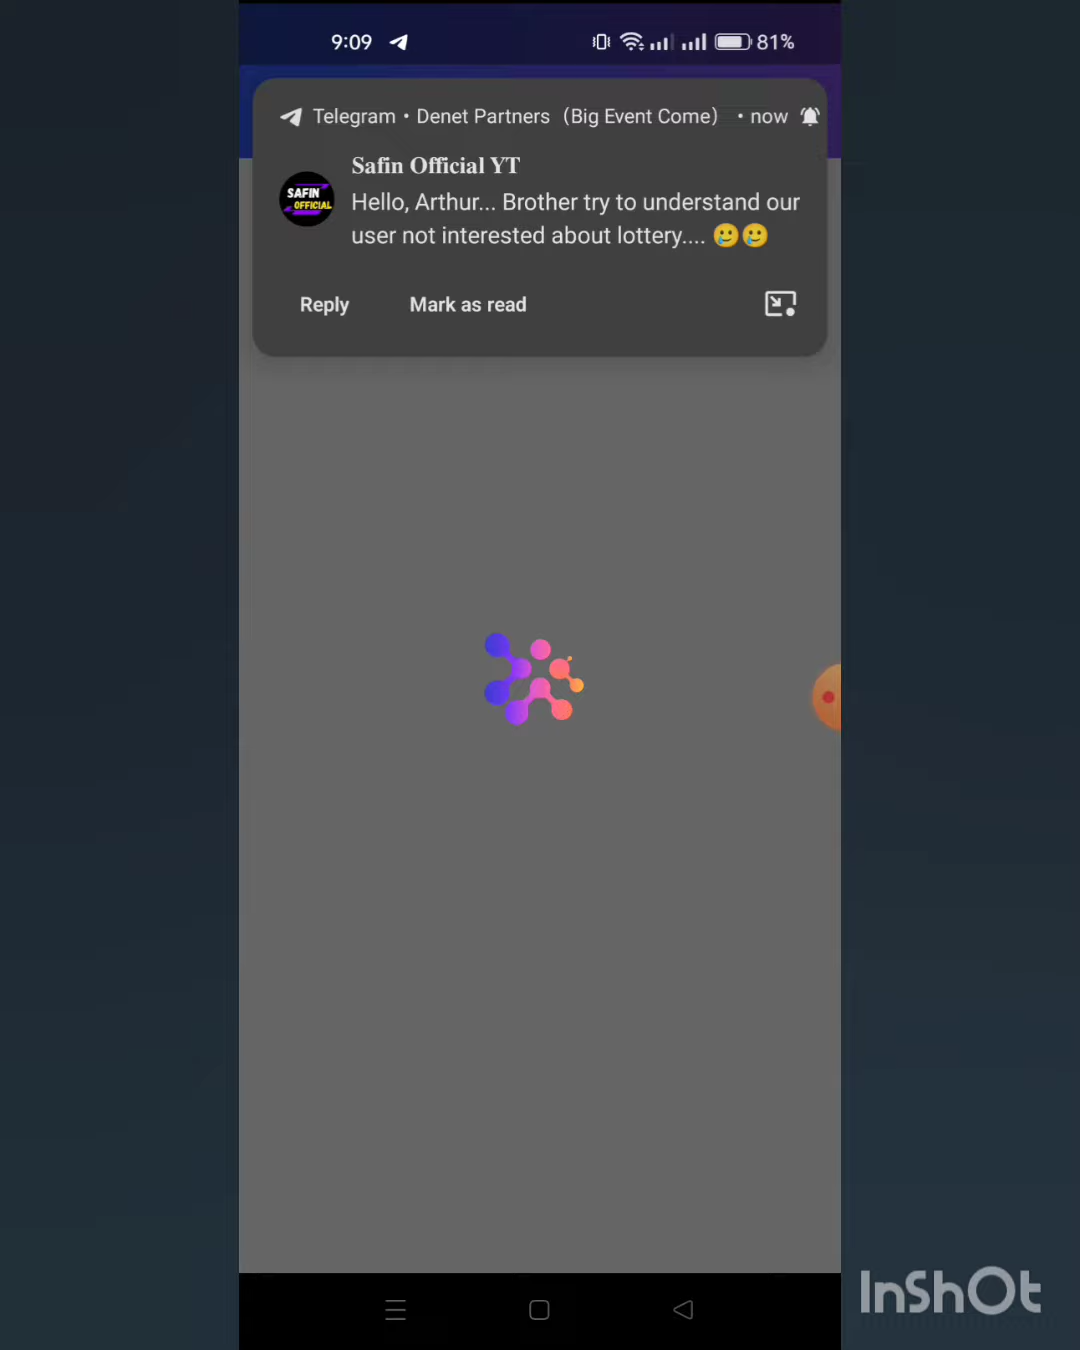 9:09
81%
Telegram • Denet Partners（Big Event Come） • now
Safin Official YT
SAFIN
OFFICIAL
Hello, Arthur... Brother try to understand our
user not interested about lottery.... 🥲🥲
Reply Mark as read
InShOt